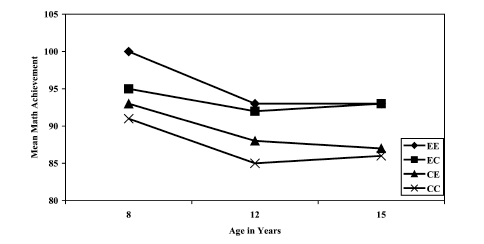 105
100
95
90
85
80
Mean Math Achievement
8 12 15
Age in Years
EE
EC
CE
CC